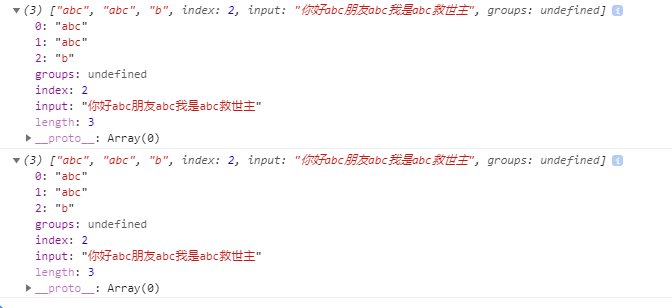 (3) ["abc", "abc", "b", index: 2, input: "你好abc朋友abc我是abc救世主", groups: undefined] i
0: "abc"
1: "abc"
2: "b"
groups: undefined
index: 2
input: "你好abc朋友abc我是abc救世主"
length: 3
__proto__: Array(0)
(3) ["abc", "abc", "b", index: 2, input: "你好abc朋友abc我是abc救世主", groups: undefined] i
0: "abc"
1: "abc"
2: "b"
groups: undefined
index: 2
input: "你好abc朋友abc我是abc救世主"
length: 3
__proto__: Array(0)